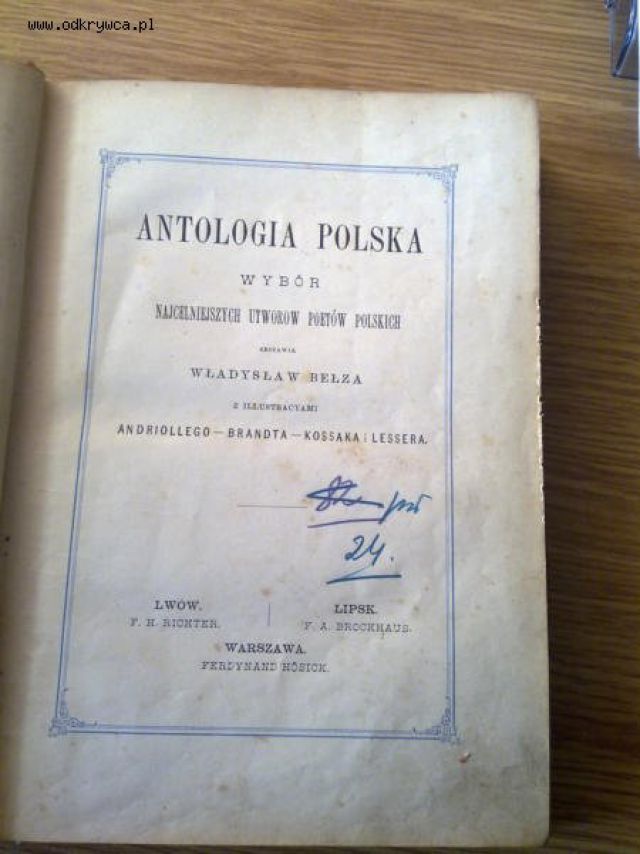 www.odkrywca.pl
ANTOLOGIA POLSKA
WYBÓR
NAJCELNIEJSZYCH UTWORÓW POETÓW POLSKICH
ZESTAWIŁ
WŁADYSŁAW BEŁZA
Z ILLUSTRACYAMI
ANDRIOLLEGO — BRANDTA — KOSSAKA i LESSERA.
24.
LWÓW.
F. H. RICHTER.
LIPSK.
F. A. BROCKHAUS.
WARSZAWA.
FERDYNAND HÖSICK.